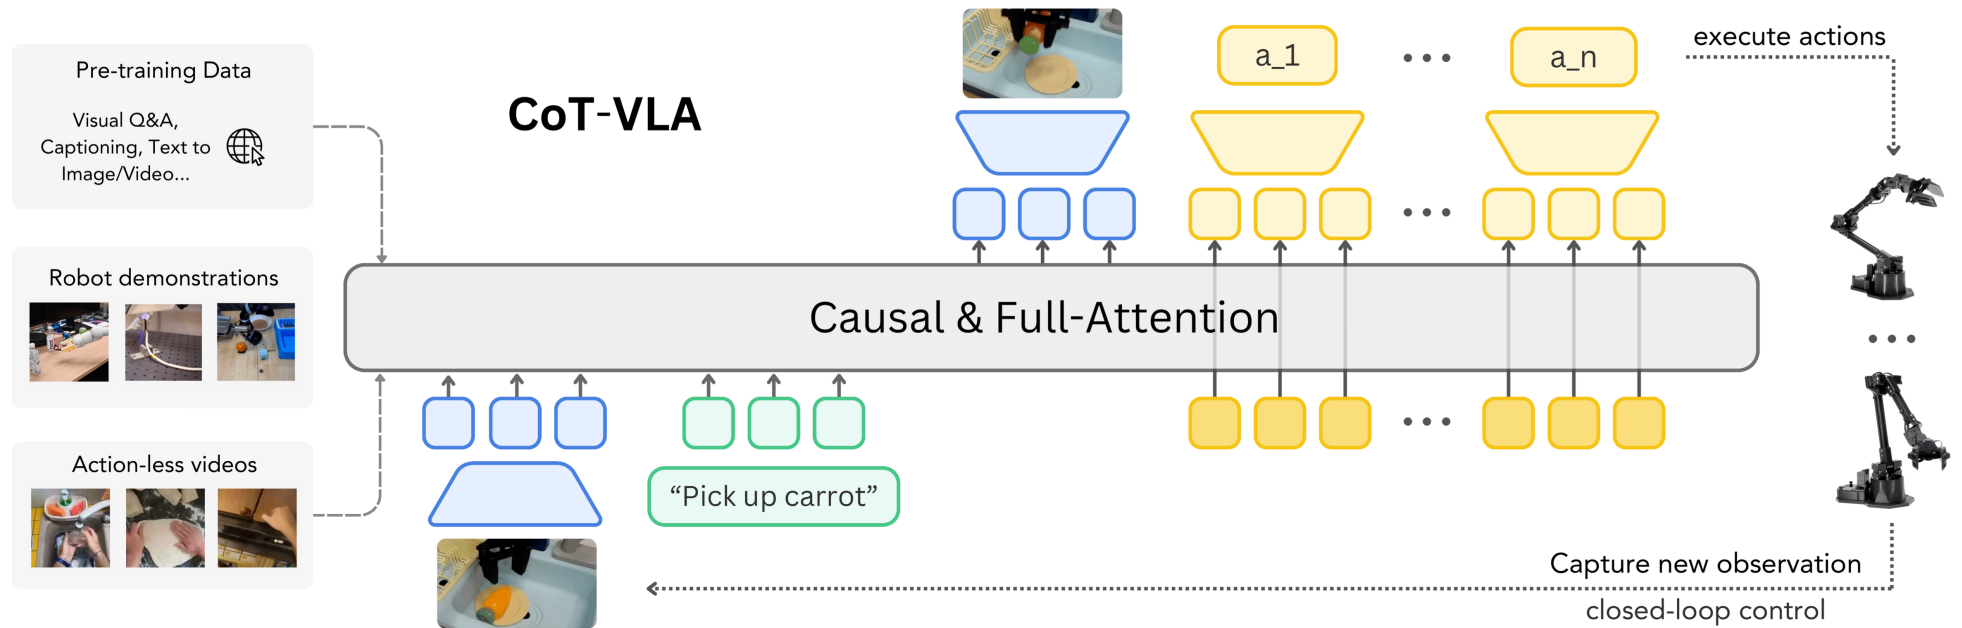 Pre-training Data
Visual Q&A,
Captioning, Text to
Image/Video...
Robot demonstrations
Action-less videos
CoT-VLA
a_1
a_n
execute actions
Causal & Full-Attention
“Pick up carrot”
Capture new observation
closed-loop control